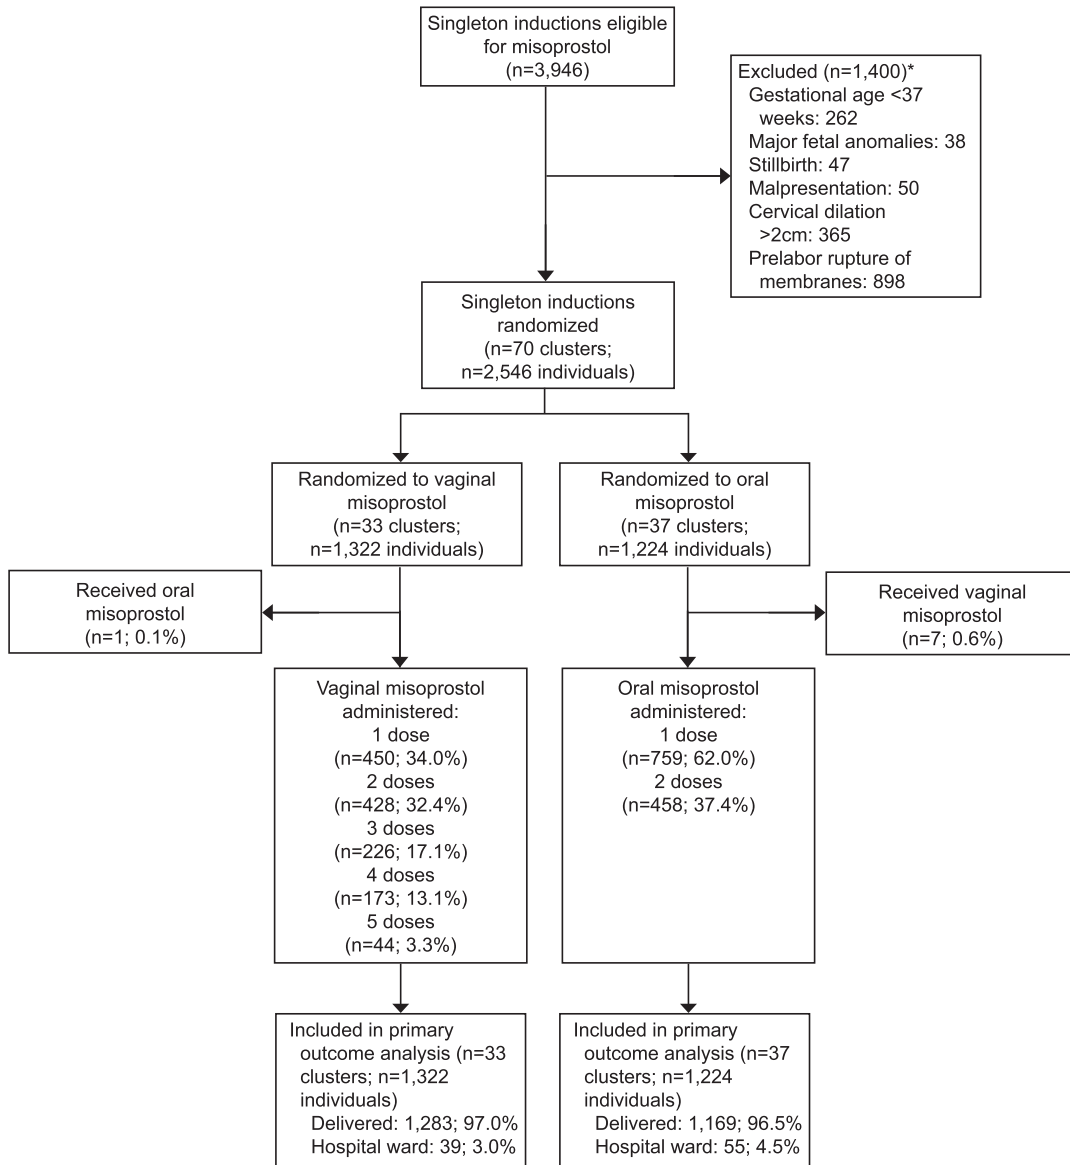 Singleton inductions eligible
for misoprostol
(n=3,946)
Excluded (n=1,400)*
Gestational age <37
weeks: 262
Major fetal anomalies: 38
Stillbirth: 47
Malpresentation: 50
Cervical dilation
>2cm: 365
Prelabor rupture of
membranes: 898
Singleton inductions
randomized
(n=70 clusters;
n=2,546 individuals)
Randomized to vaginal
misoprostol
(n=33 clusters;
n=1,322 individuals)
Randomized to oral
misoprostol
(n=37 clusters;
n=1,224 individuals)
Received oral
misoprostol
(n=1; 0.1%)
Received vaginal
misoprostol
(n=7; 0.6%)
Vaginal misoprostol
administered:
1 dose
(n=450; 34.0%)
2 doses
(n=428; 32.4%)
3 doses
(n=226; 17.1%)
4 doses
(n=173; 13.1%)
5 doses
(n=44; 3.3%)
Oral misoprostol
administered:
1 dose
(n=759; 62.0%)
2 doses
(n=458; 37.4%)
Included in primary
outcome analysis (n=33
clusters; n=1,322
individuals)
Delivered: 1,283; 97.0%
Hospital ward: 39; 3.0%
Included in primary
outcome analysis (n=37
clusters; n=1,224
individuals)
Delivered: 1,169; 96.5%
Hospital ward: 55; 4.5%